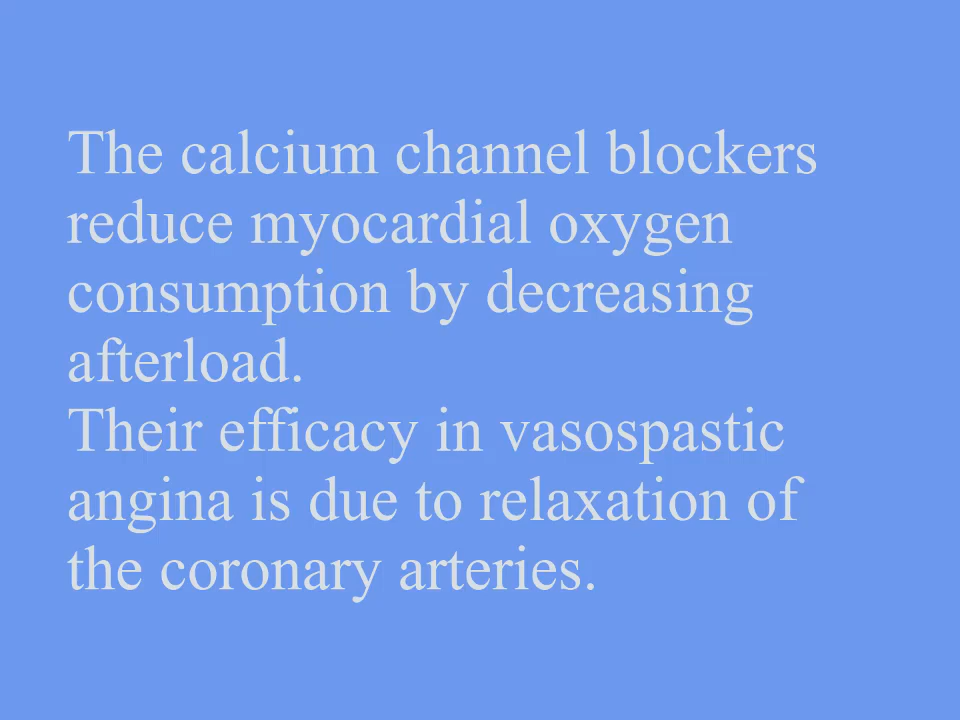 The calcium channel blockers
reduce myocardial oxygen
consumption by decreasing
afterload.
Their efficacy in vasospastic
angina is due to relaxation of
the coronary arteries.